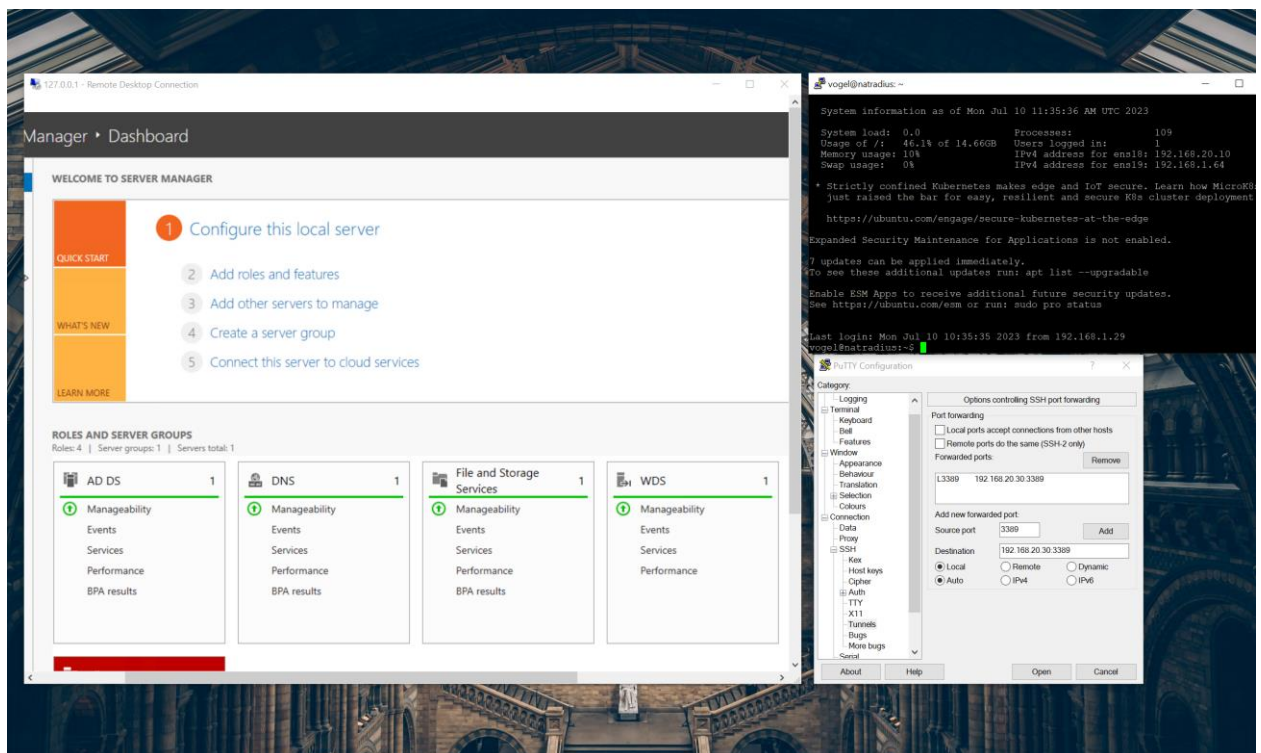 127.0.0.1 - Remote Desktop Connection
Manager • Dashboard
WELCOME TO SERVER MANAGER
QUICK START
WHAT'S NEW
LEARN MORE
1 Configure this local server
2 Add roles and features
3 Add other servers to manage
4 Create a server group
5 Connect this server to cloud services
ROLES AND SERVER GROUPS
Roles: 4 | Server groups: 1 | Servers total: 1
AD DS 1
Manageability
Events
Services
Performance
BPA results
DNS 1
Manageability
Events
Services
Performance
BPA results
File and Storage
Services 1
Manageability
Events
Services
Performance
BPA results
WDS 1
Manageability
Events
Services
Performance
vogel@natradius: ~
System information as of Mon Jul 10 11:35:36 AM UTC 2023
System load: 0.0 Processes: 109
Usage of /: 46.1% of 14.66GB Users logged in: 1
Memory usage: 10% IPv4 address for ens18: 192.168.20.10
Swap usage: 0% IPv4 address for ens19: 192.168.1.64
* Strictly confined Kubernetes makes edge and IoT secure. Learn how MicroK8s
just raised the bar for easy, resilient and secure K8s cluster deployment
https://ubuntu.com/engage/secure-kubernetes-at-the-edge
Expanded Security Maintenance for Applications is not enabled.
7 updates can be applied immediately.
To see these additional updates run: apt list --upgradable
Enable ESM Apps to receive additional future security updates.
See https://ubuntu.com/esm or run: sudo pro status
Last login: Mon Jul 10 10:35:35 2023 from 192.168.1.29
vogel@natradius:~$
PuTTY Configuration ? X
Category:
Logging
Terminal
Keyboard
Bell
Features
Window
Appearance
Behaviour
Translation
Selection
Colours
Connection
Data
Proxy
SSH
Kex
Host keys
Cipher
Auth
TTY
X11
Tunnels
Bugs
More bugs
Serial
Options controlling SSH port forwarding
Port forwarding
Local ports accept connections from other hosts
Remote ports do the same (SSH-2 only)
Forwarded ports: Remove
L3389 192.168.20.30:3389
Add new forwarded port:
Source port 3389 Add
Destination 192.168.20.30:3389
Local Remote Dynamic
Auto IPv4 IPv6
About Help Open Cancel